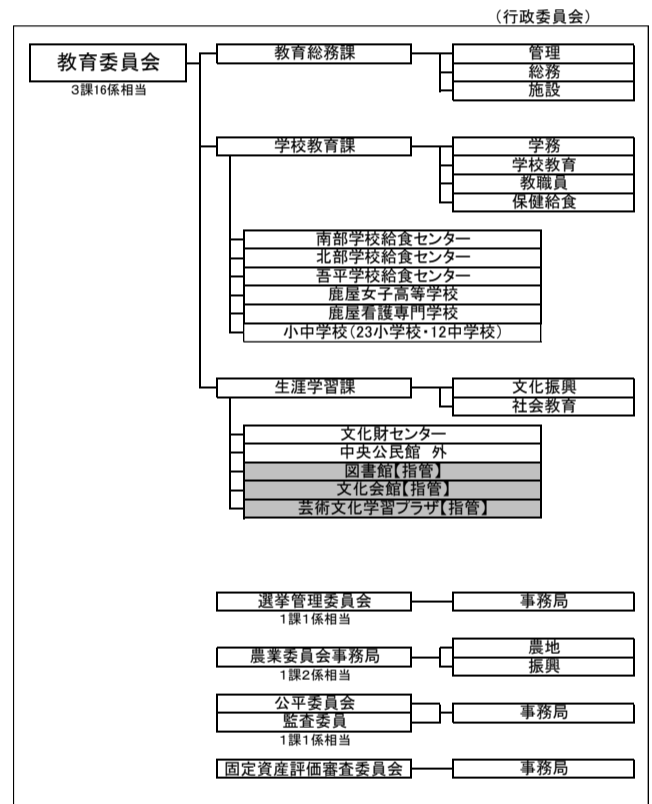 （行政委員会）
教育委員会
３課16係相当
教育総務課
管理
総務
施設
学校教育課
学務
学校教育
教職員
保健給食
南部学校給食センター
北部学校給食センター
吾平学校給食センター
鹿屋女子高等学校
鹿屋看護専門学校
小中学校（23小学校・12中学校）
生涯学習課
文化振興
社会教育
文化財センター
中央公民館　外
図書館【指管】
文化会館【指管】
芸術文化学習プラザ【指管】
選挙管理委員会
事務局
１課１係相当
農業委員会事務局
農地
振興
１課２係相当
公平委員会
監査委員
事務局
１課１係相当
固定資産評価審査委員会
事務局